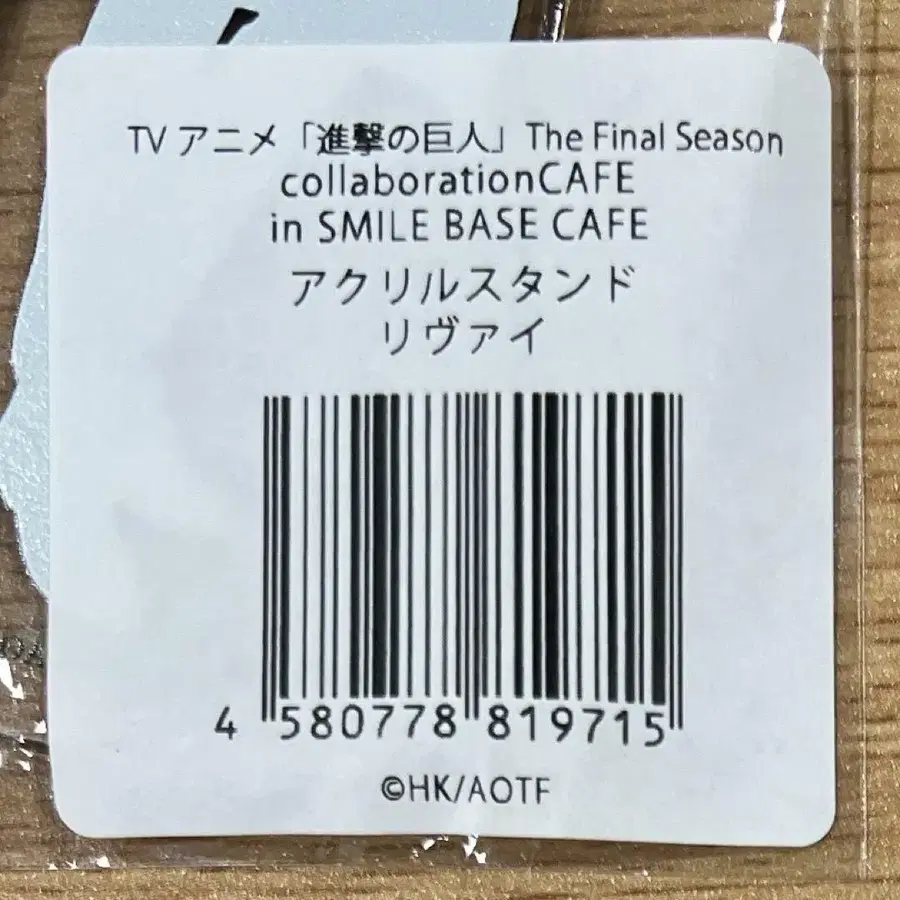 TV アニメ「進撃の巨人」The Final Season
collaborationCAFE
in SMILE BASE CAFE
アクリルスタンド
リヴァイ
4 580778 819715
©HK/AOTF